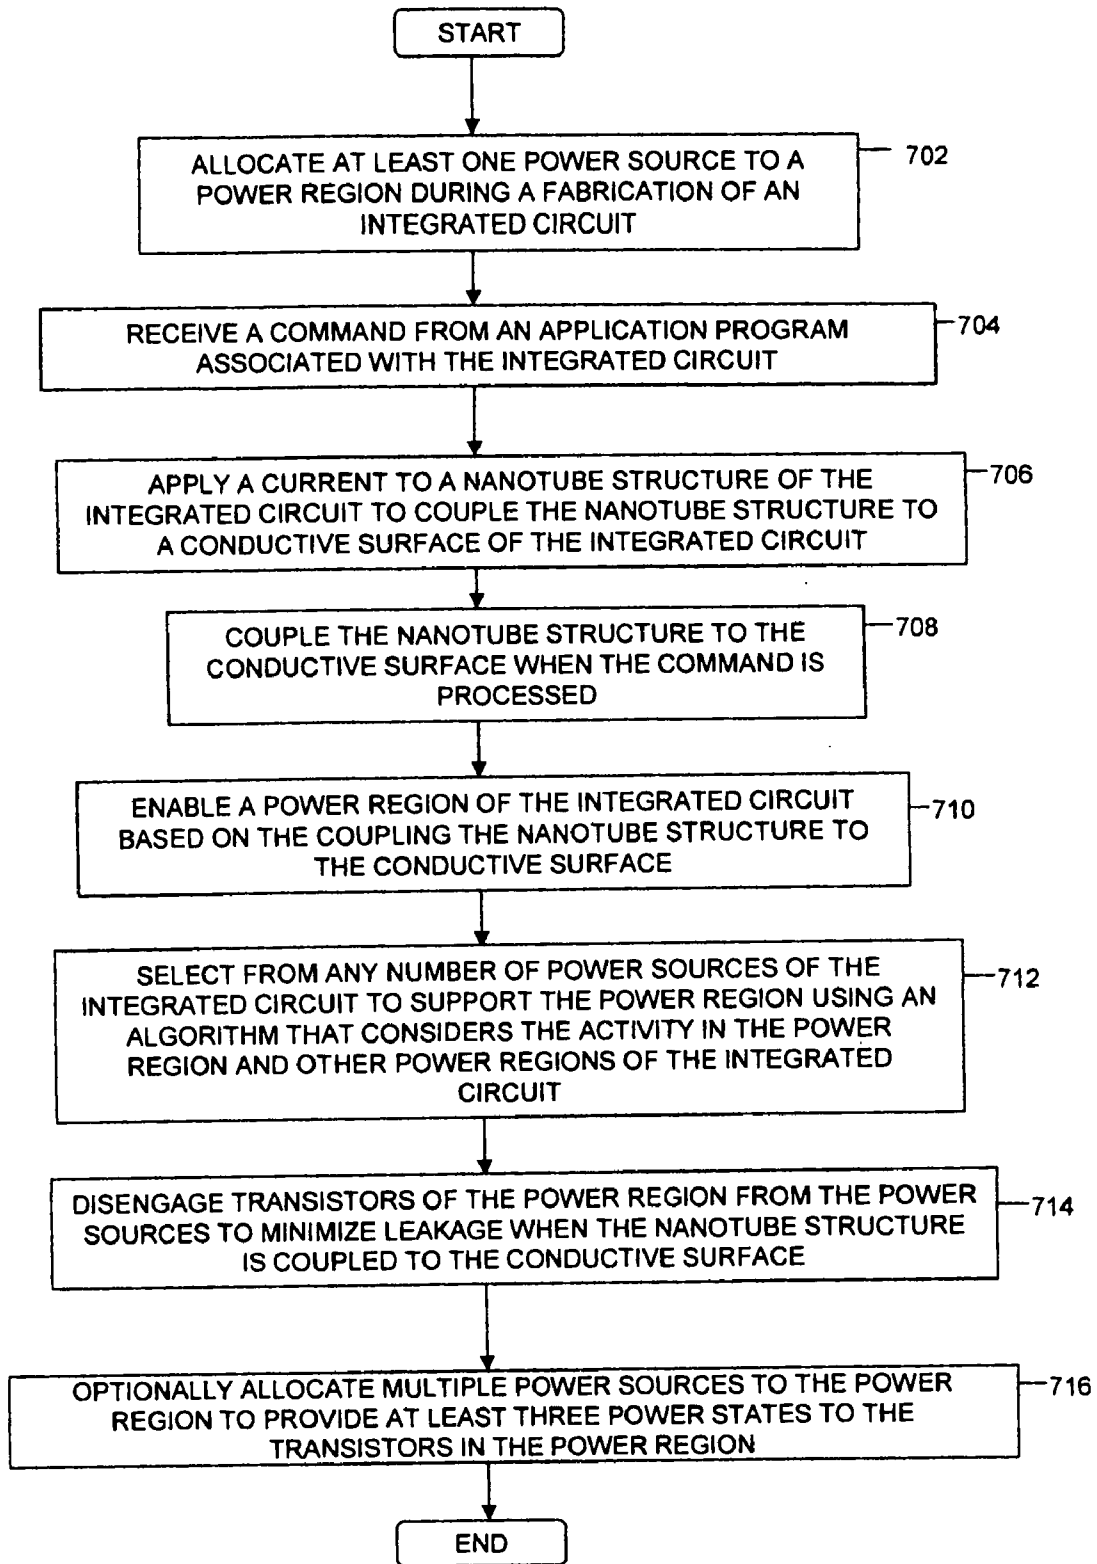 START
ALLOCATE AT LEAST ONE POWER SOURCE TO A
POWER REGION DURING A FABRICATION OF AN
INTEGRATED CIRCUIT
702
RECEIVE A COMMAND FROM AN APPLICATION PROGRAM
ASSOCIATED WITH THE INTEGRATED CIRCUIT
704
APPLY A CURRENT TO A NANOTUBE STRUCTURE OF THE
INTEGRATED CIRCUIT TO COUPLE THE NANOTUBE STRUCTURE TO
A CONDUCTIVE SURFACE OF THE INTEGRATED CIRCUIT
706
COUPLE THE NANOTUBE STRUCTURE TO THE
CONDUCTIVE SURFACE WHEN THE COMMAND IS
PROCESSED
708
ENABLE A POWER REGION OF THE INTEGRATED CIRCUIT
BASED ON THE COUPLING THE NANOTUBE STRUCTURE TO
THE CONDUCTIVE SURFACE
710
SELECT FROM ANY NUMBER OF POWER SOURCES OF THE
INTEGRATED CIRCUIT TO SUPPORT THE POWER REGION USING AN
ALGORITHM THAT CONSIDERS THE ACTIVITY IN THE POWER
REGION AND OTHER POWER REGIONS OF THE INTEGRATED
CIRCUIT
712
DISENGAGE TRANSISTORS OF THE POWER REGION FROM THE POWER
SOURCES TO MINIMIZE LEAKAGE WHEN THE NANOTUBE STRUCTURE
IS COUPLED TO THE CONDUCTIVE SURFACE
714
OPTIONALLY ALLOCATE MULTIPLE POWER SOURCES TO THE POWER
REGION TO PROVIDE AT LEAST THREE POWER STATES TO THE
TRANSISTORS IN THE POWER REGION
716
END